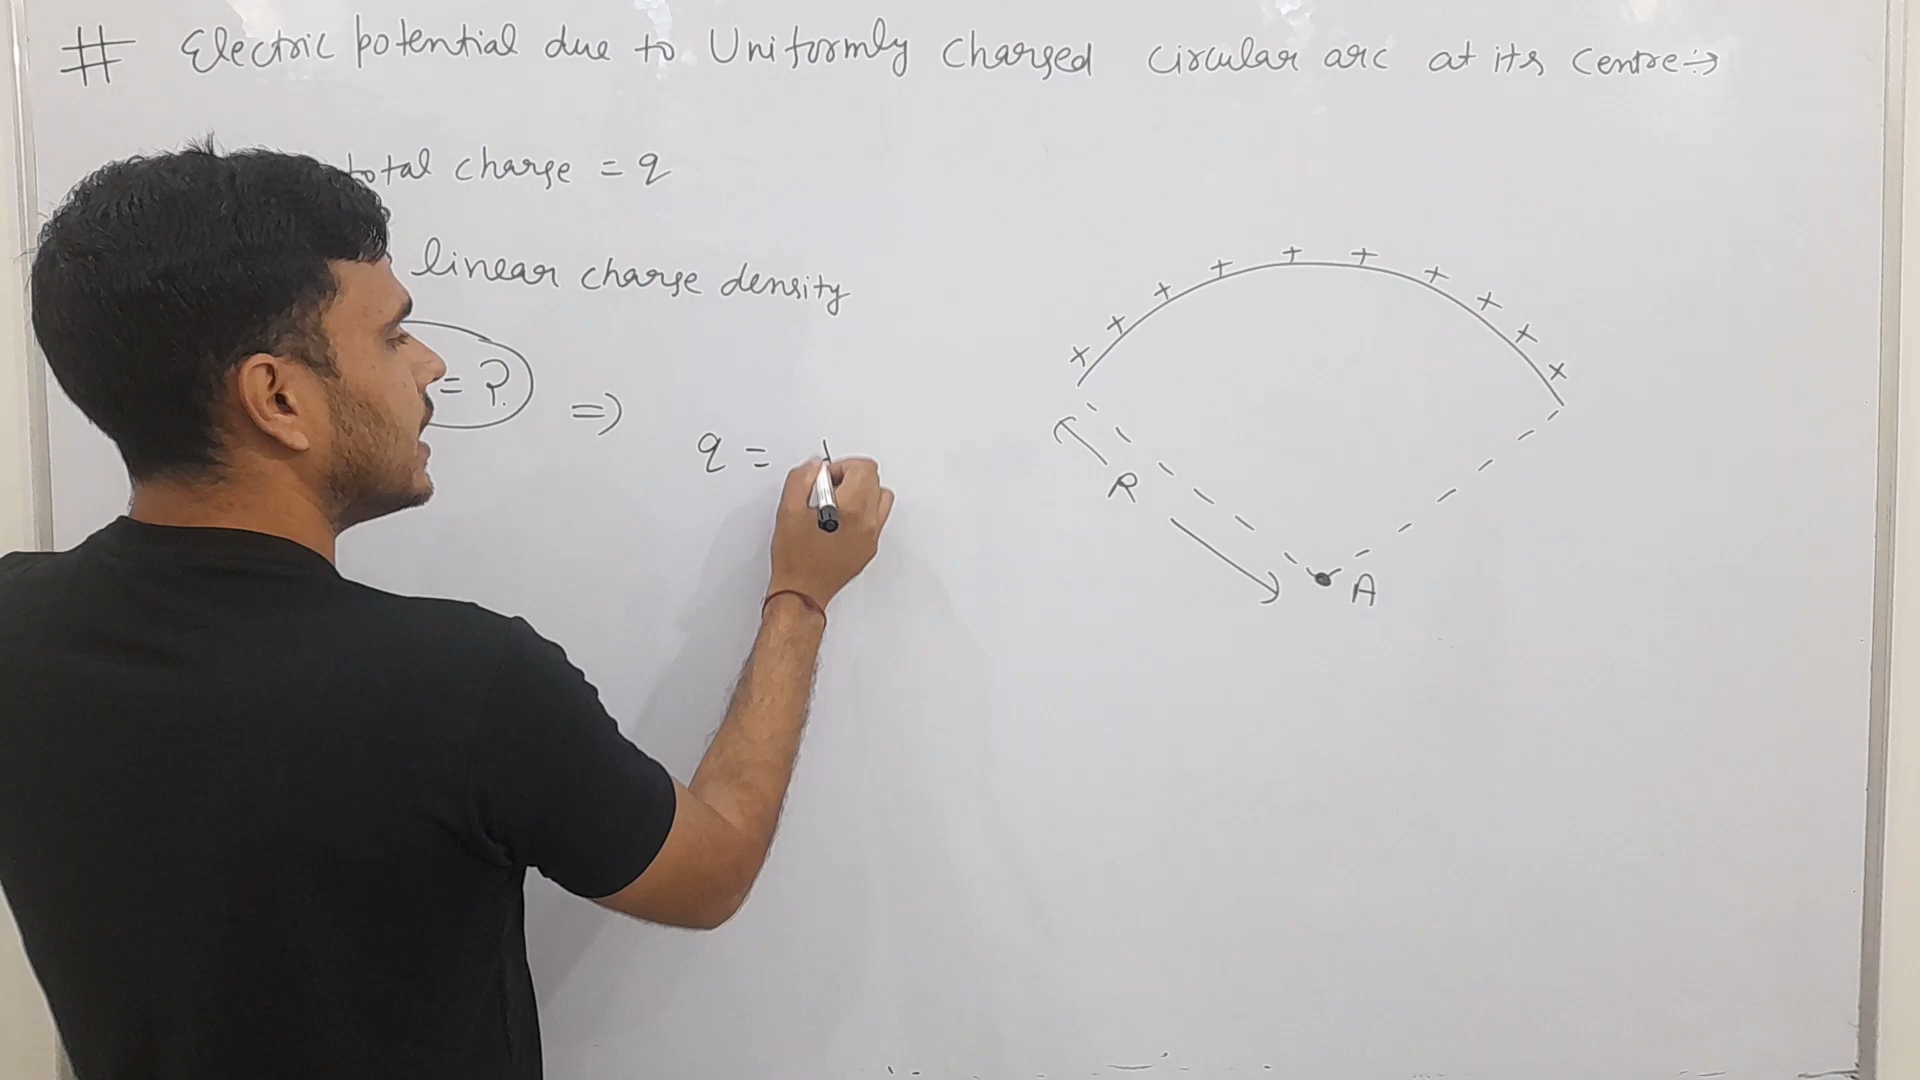 # Electric potential due to Uniformly charged circular arc at its centre :→
total charge = q
linear charge density
= ?
⇒ q =
+ + + + + + + + + + +
R
A